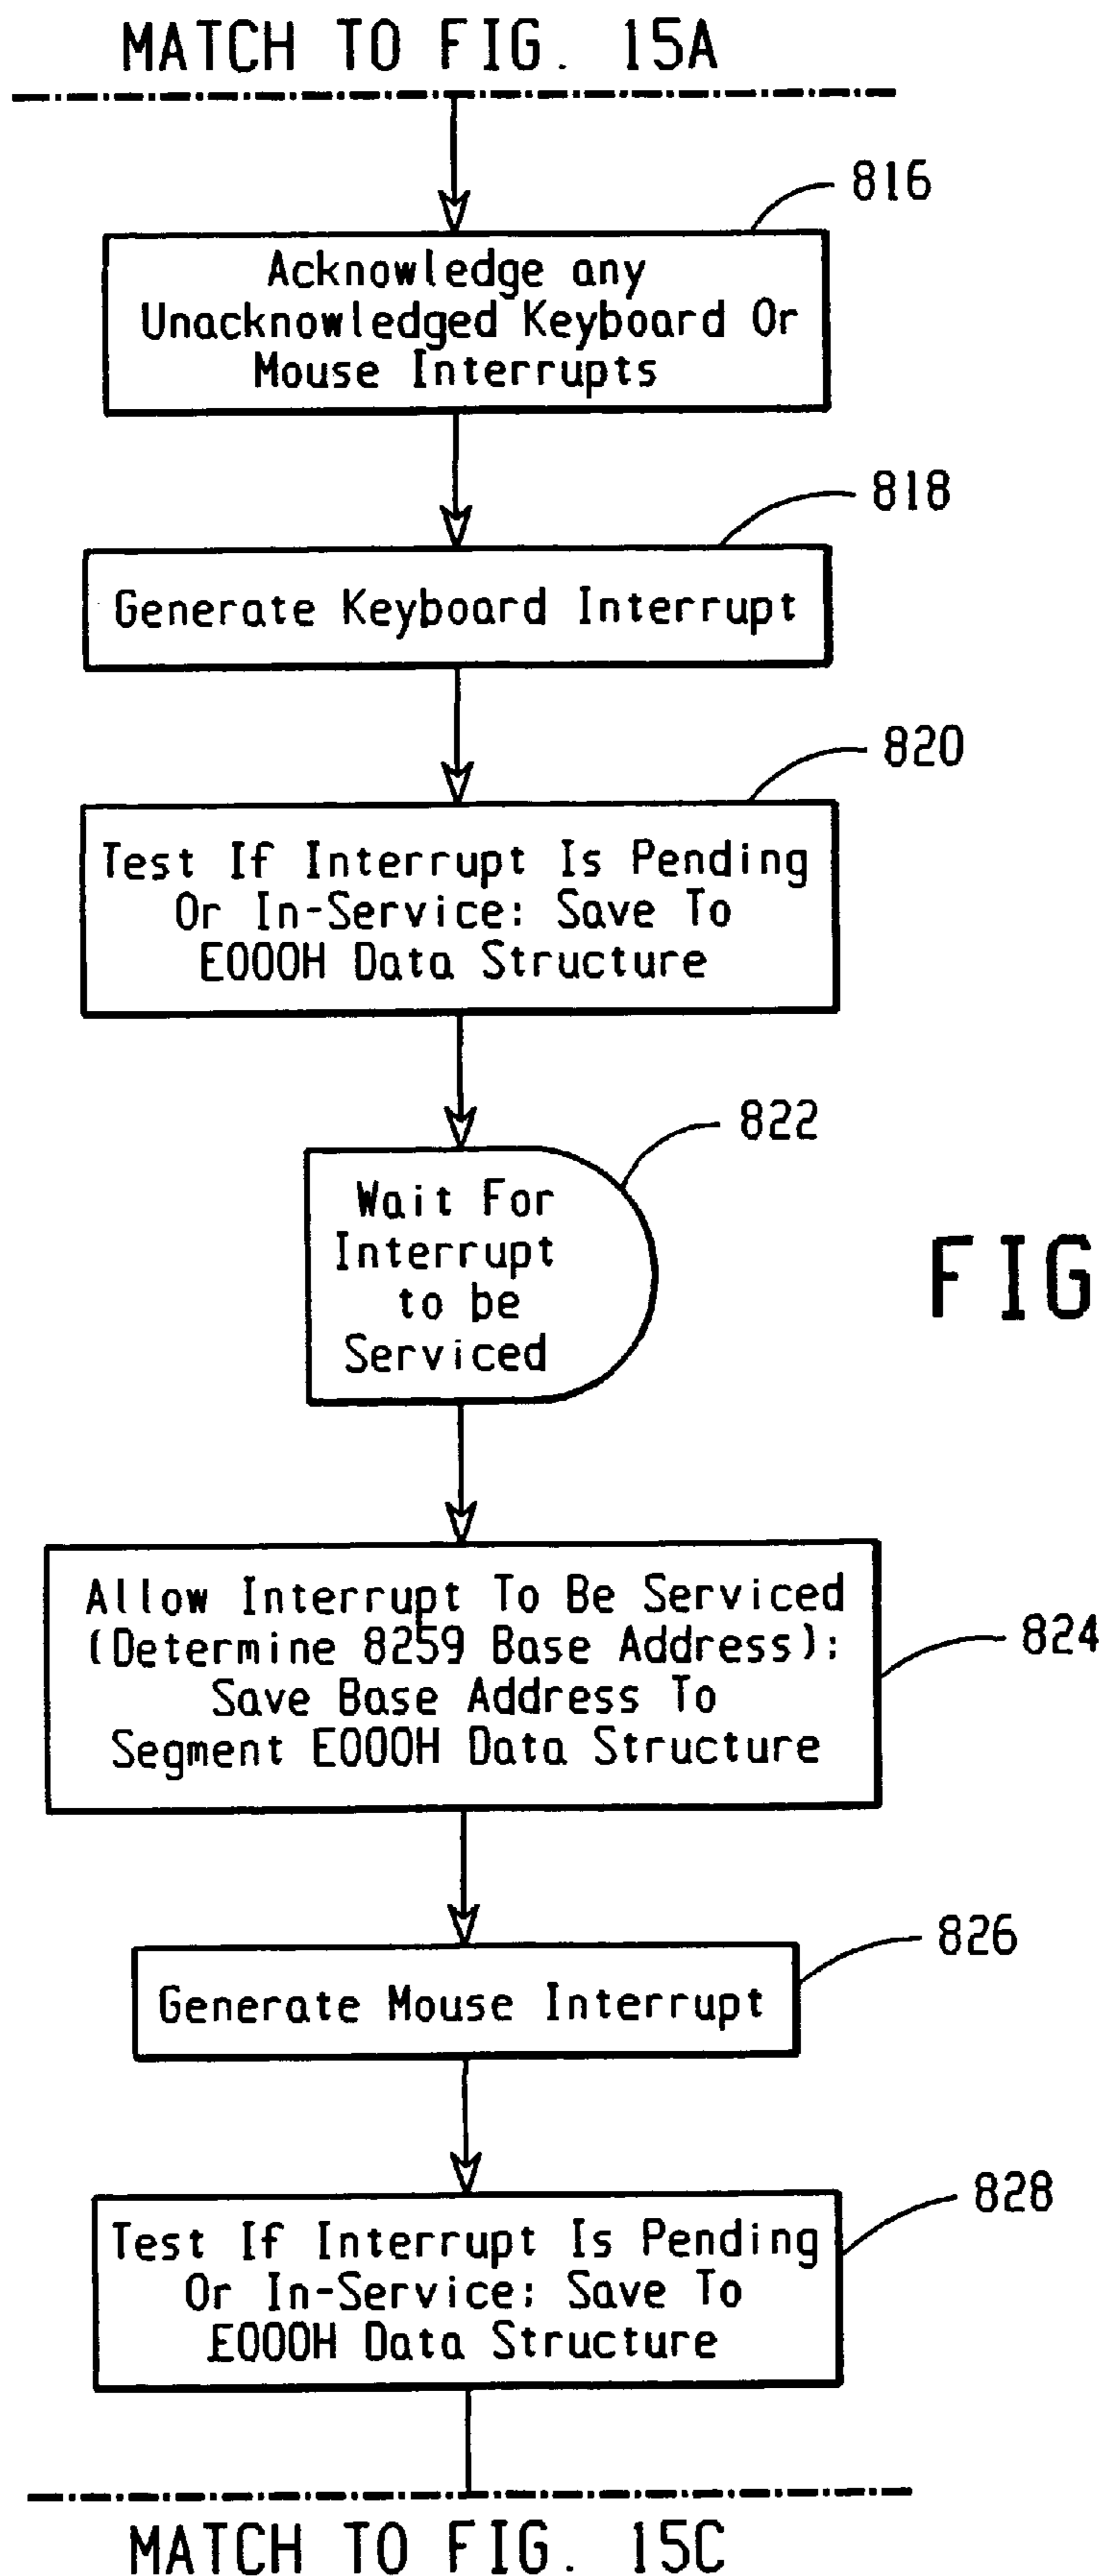 MATCH TO FIG. 15A
816
Acknowledge any
Unacknowledged Keyboard Or
Mouse Interrupts
818
Generate Keyboard Interrupt
820
Test If Interrupt Is Pending
Or In-Service; Save To
E000H Data Structure
822
Wait For
Interrupt
to be
Serviced
FIG
824
Allow Interrupt To Be Serviced
(Determine 8259 Base Address);
Save Base Address To
Segment E000H Data Structure
826
Generate Mouse Interrupt
828
Test If Interrupt Is Pending
Or In-Service; Save To
E000H Data Structure
MATCH TO FIG. 15C